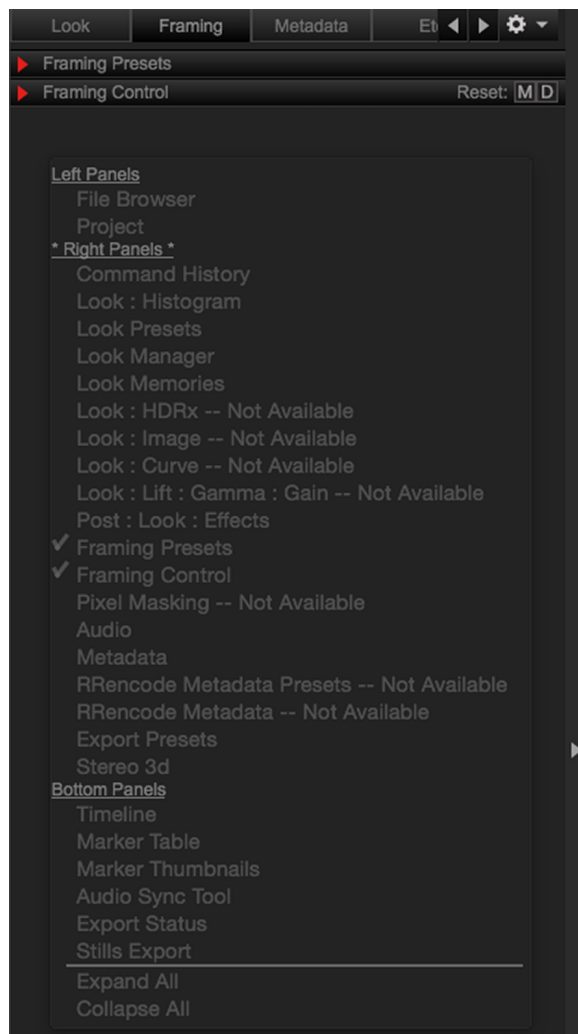 Look Framing Metadata Et
Framing Presets
Framing Control Reset: M D
Left Panels
File Browser
Project
* Right Panels *
Command History
Look : Histogram
Look Presets
Look Manager
Look Memories
Look : HDRx -- Not Available
Look : Image -- Not Available
Look : Curve -- Not Available
Look : Lift : Gamma : Gain -- Not Available
Post : Look : Effects
Framing Presets
Framing Control
Pixel Masking -- Not Available
Audio
Metadata
RRencode Metadata Presets -- Not Available
RRencode Metadata -- Not Available
Export Presets
Stereo 3d
Bottom Panels
Timeline
Marker Table
Marker Thumbnails
Audio Sync Tool
Export Status
Stills Export
Expand All
Collapse All